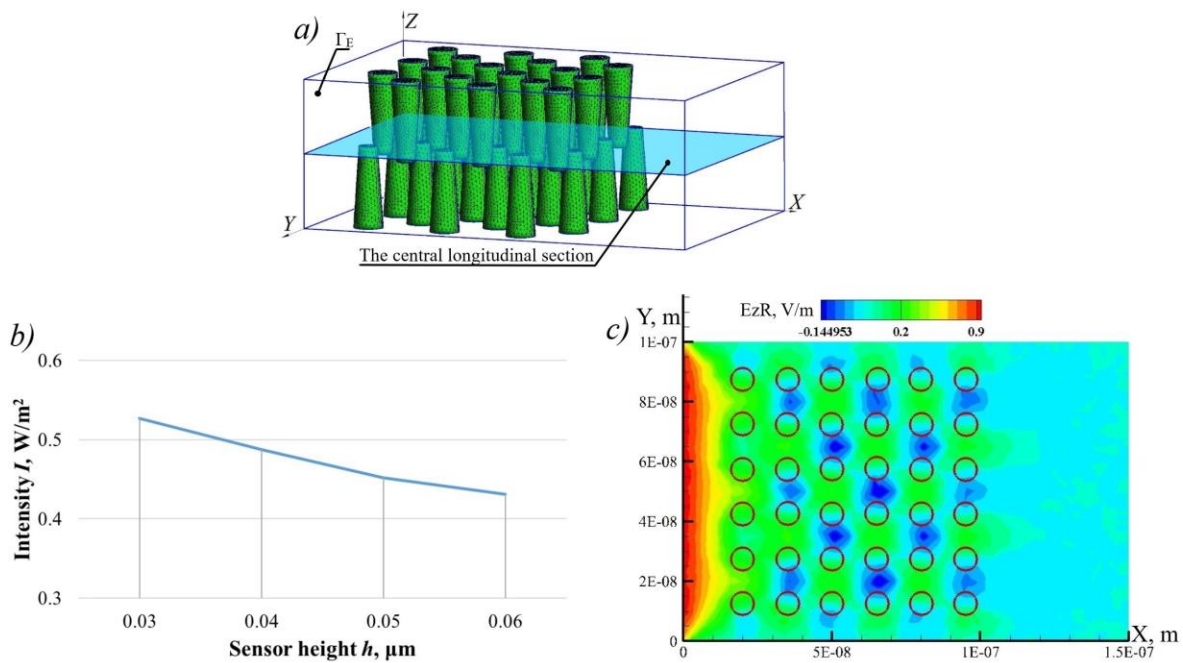 a)
Z
Γ_E
Y
X
The central longitudinal section
b)
0.6
0.5
0.4
0.3
Intensity I, W/m²
0.03 0.04 0.05 0.06
Sensor height h, µm
c)
Y, m
EzR, V/m
-0.144953 0.2 0.9
1E-07
8E-08
6E-08
4E-08
2E-08
0
0 5E-08 1E-07 1.5E-07
X, m